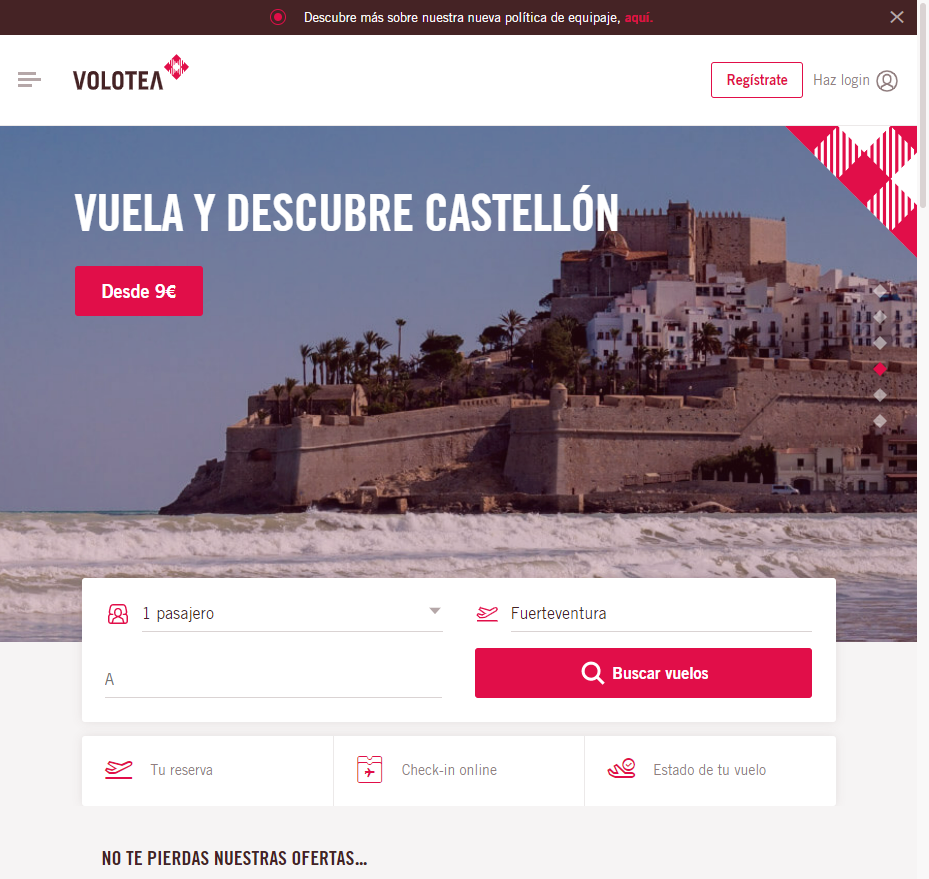 Descubre más sobre nuestra nueva política de equipaje, aquí.
VOLOTEA
Regístrate
Haz login
VUELA Y DESCUBRE CASTELLÓN
Desde 9€
1 pasajero
Fuerteventura
A
Buscar vuelos
Tu reserva
Check-in online
Estado de tu vuelo
NO TE PIERDAS NUESTRAS OFERTAS...